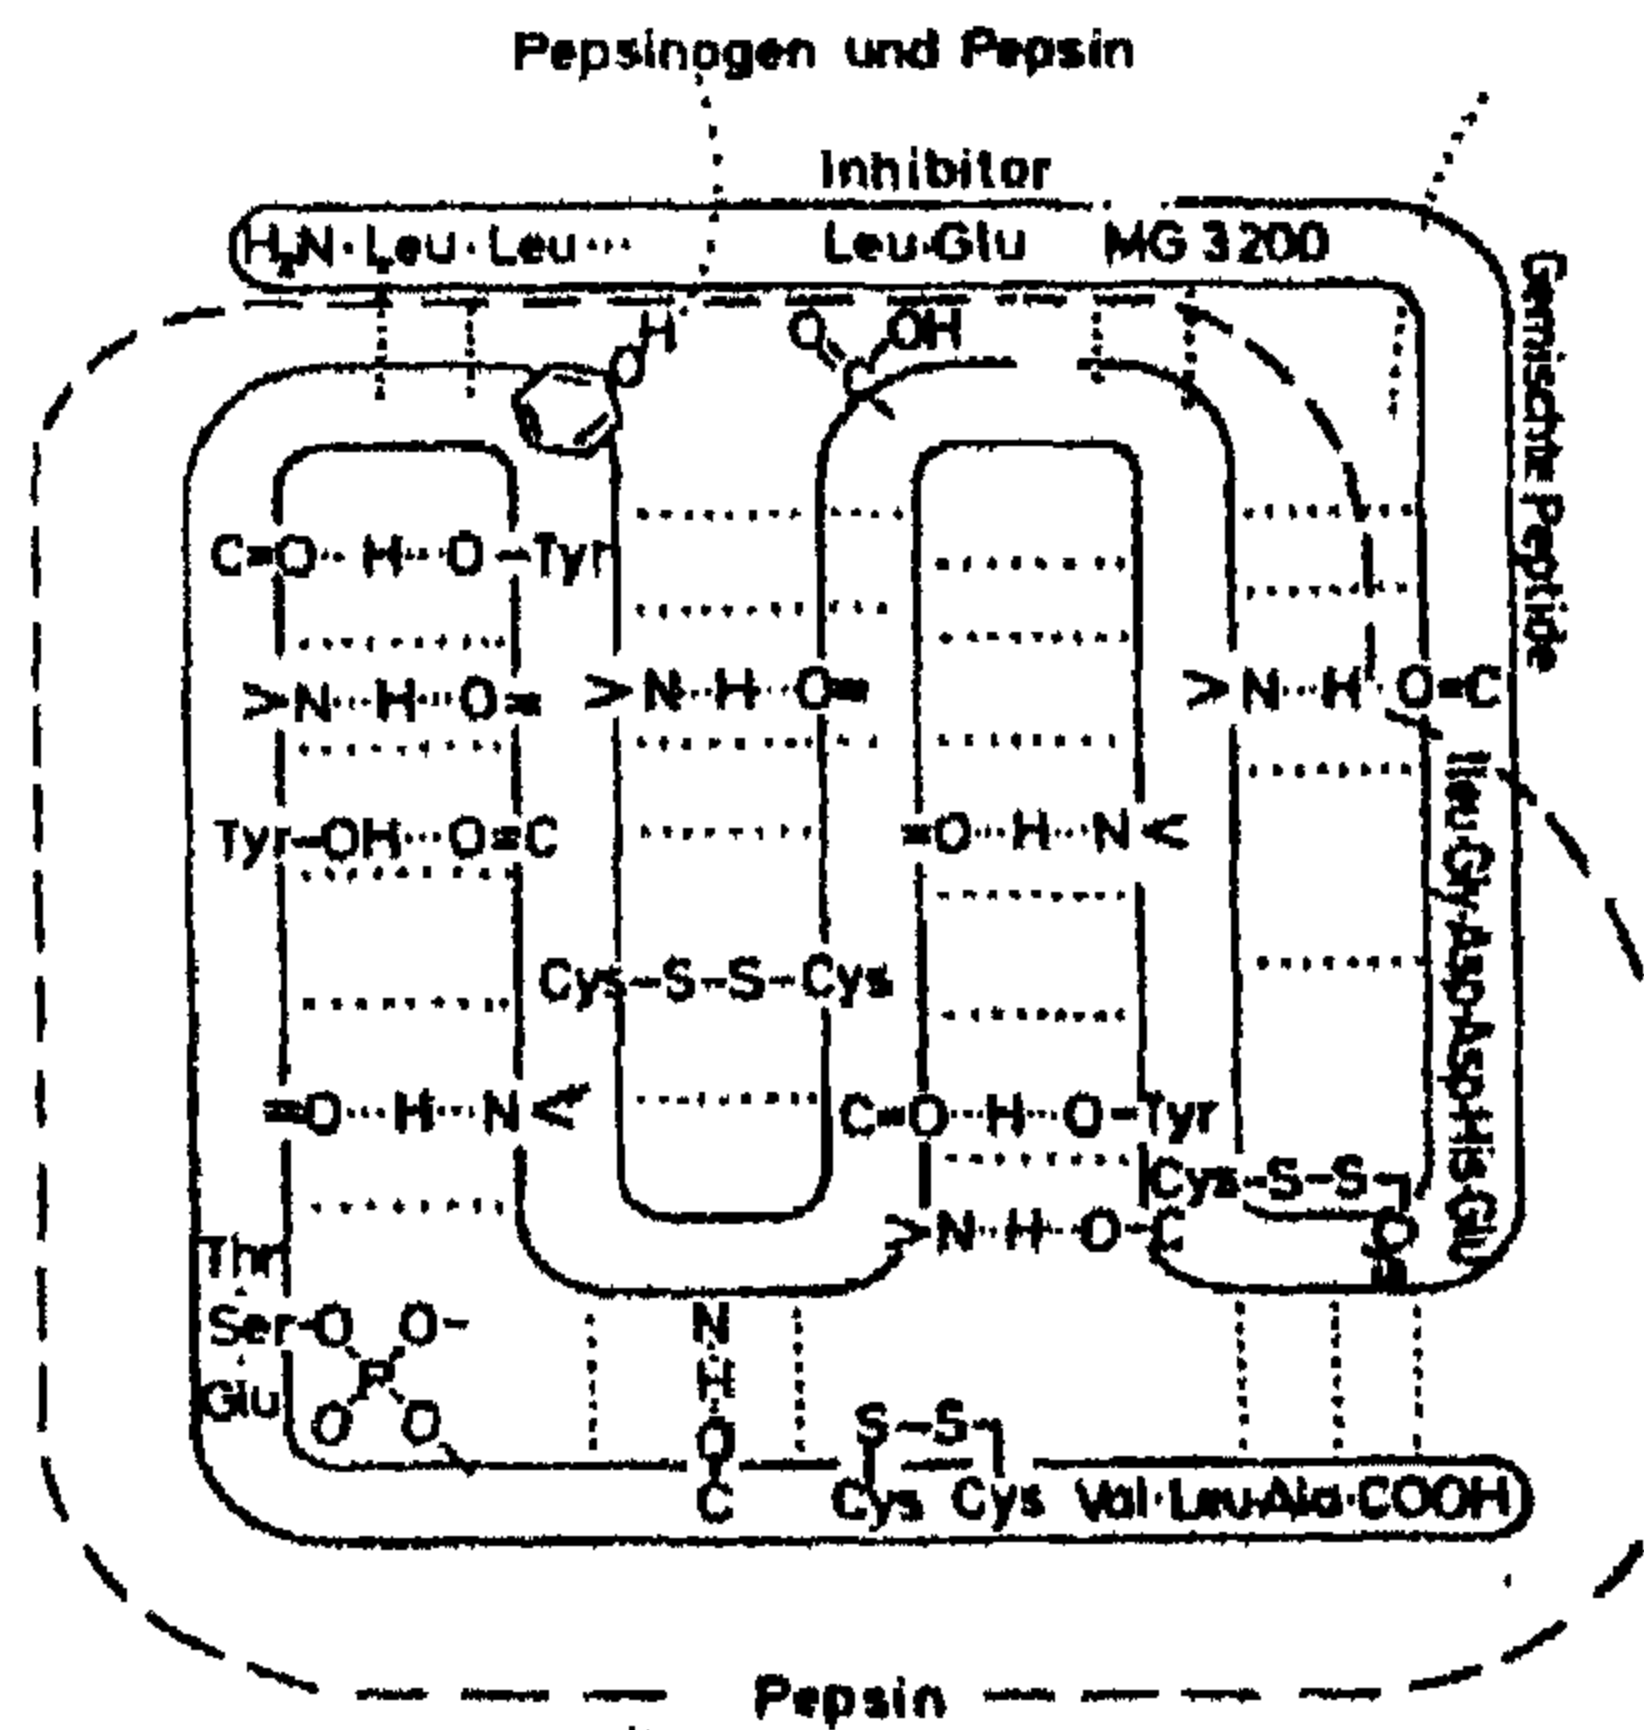 Pepsinogen und Pepsin
Inhibitor
H₂N·Leu·Leu··· Leu·Glu MG 3200
Gemischte Peptide
H
O
O OH
C
C=O··H···O–Tyr
>N··H··O=
>N··H··O=
>N··H·O=C
Tyr–OH···O=C
=O··H··N<
Ileu·Gly·Asp·Asp·His·Glu
Cys–S–S–Cys
=O···H··N<
C=O··H··O–Tyr
Cys–S–S
>N··H··O–C
Thr
Ser–O O–
P
Glu O O
N
H
O
C
S–S
Cys Cys Val·Leu·Ala·COOH
Pepsin